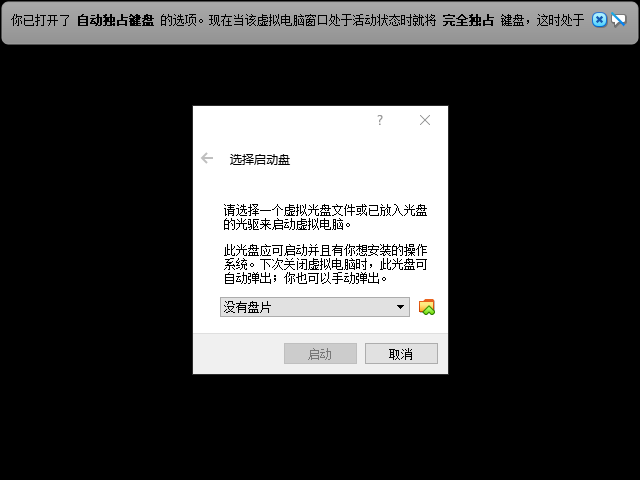 你已打开了 自动独占键盘 的选项。现在当该虚拟电脑窗口处于活动状态时就将 完全独占 键盘，这时处于
?
选择启动盘
请选择一个虚拟光盘文件或已放入光盘
的光驱来启动虚拟电脑。
此光盘应可启动并且有你想安装的操作
系统。下次关闭虚拟电脑时，此光盘可
自动弹出；你也可以手动弹出。
没有盘片
启动
取消